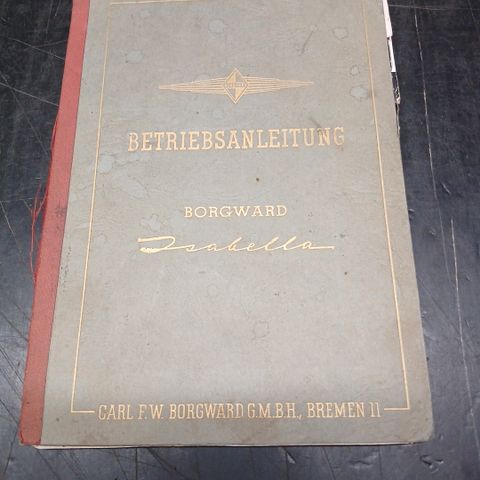 BETRIEBSANLEITUNG
BORGWARD
Isabella
CARL F.W. BORGWARD G.M.B.H., BREMEN 11